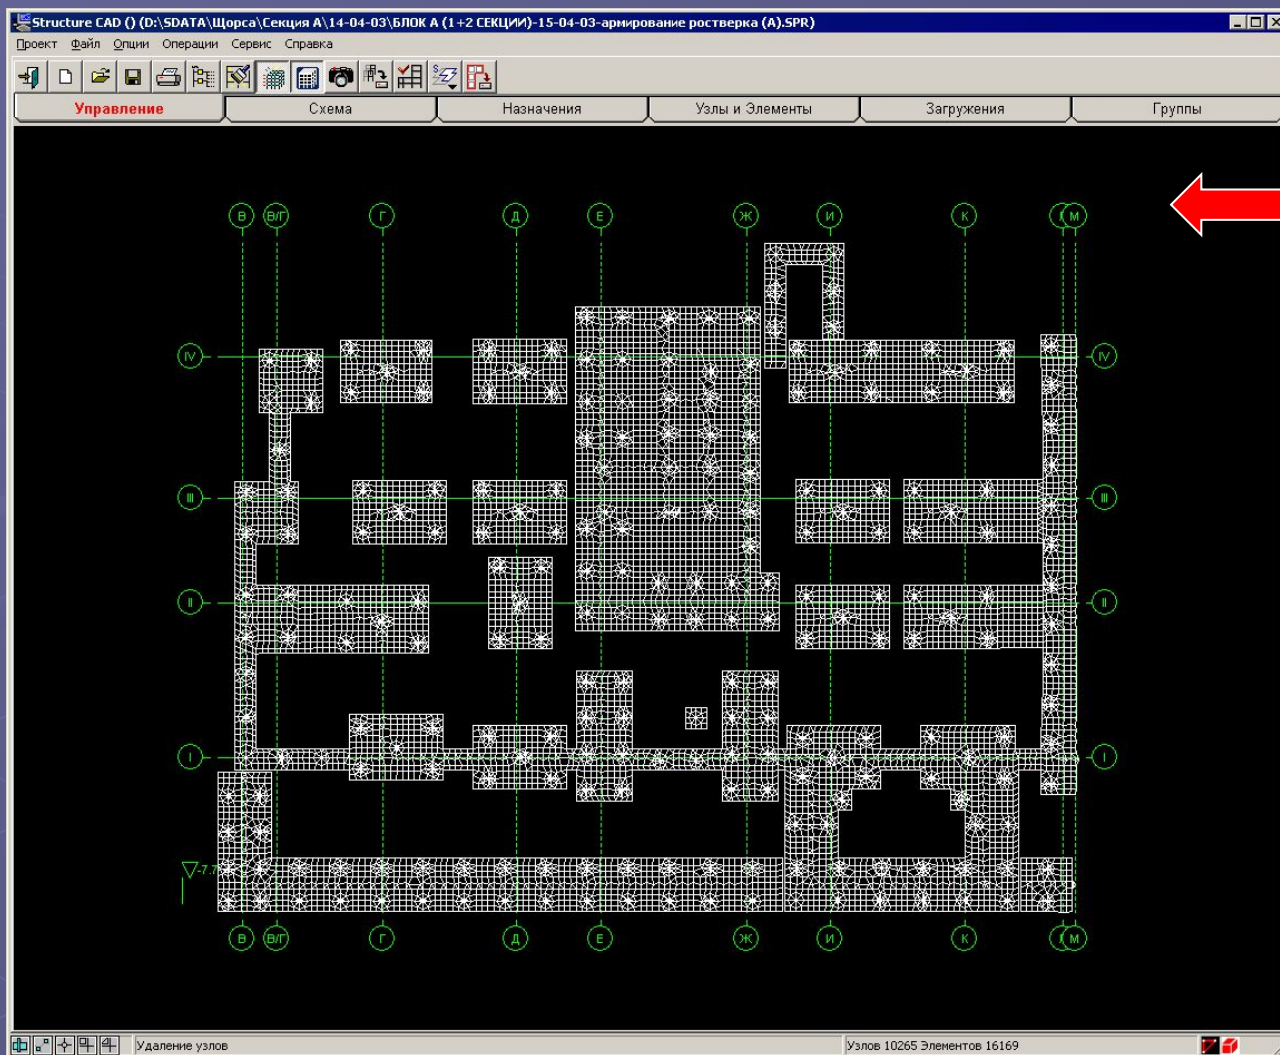 Structure CAD () (D:\SDATA\Щорса\Секция А\14-04-03\БЛОК А (1+2 СЕКЦИИ)-15-04-03-армирование ростверка (А).SPR)
Проект Файл Опции Операции Сервис Справка
Управление Схема Назначения Узлы и Элементы Загружения Группы
В В/Г Г Д Е Ж И К М
IV IV
III III
II II
I I
-7.7
В В/Г Г Д Е Ж И К М
Удаление узлов Узлов 10265 Элементов 16169